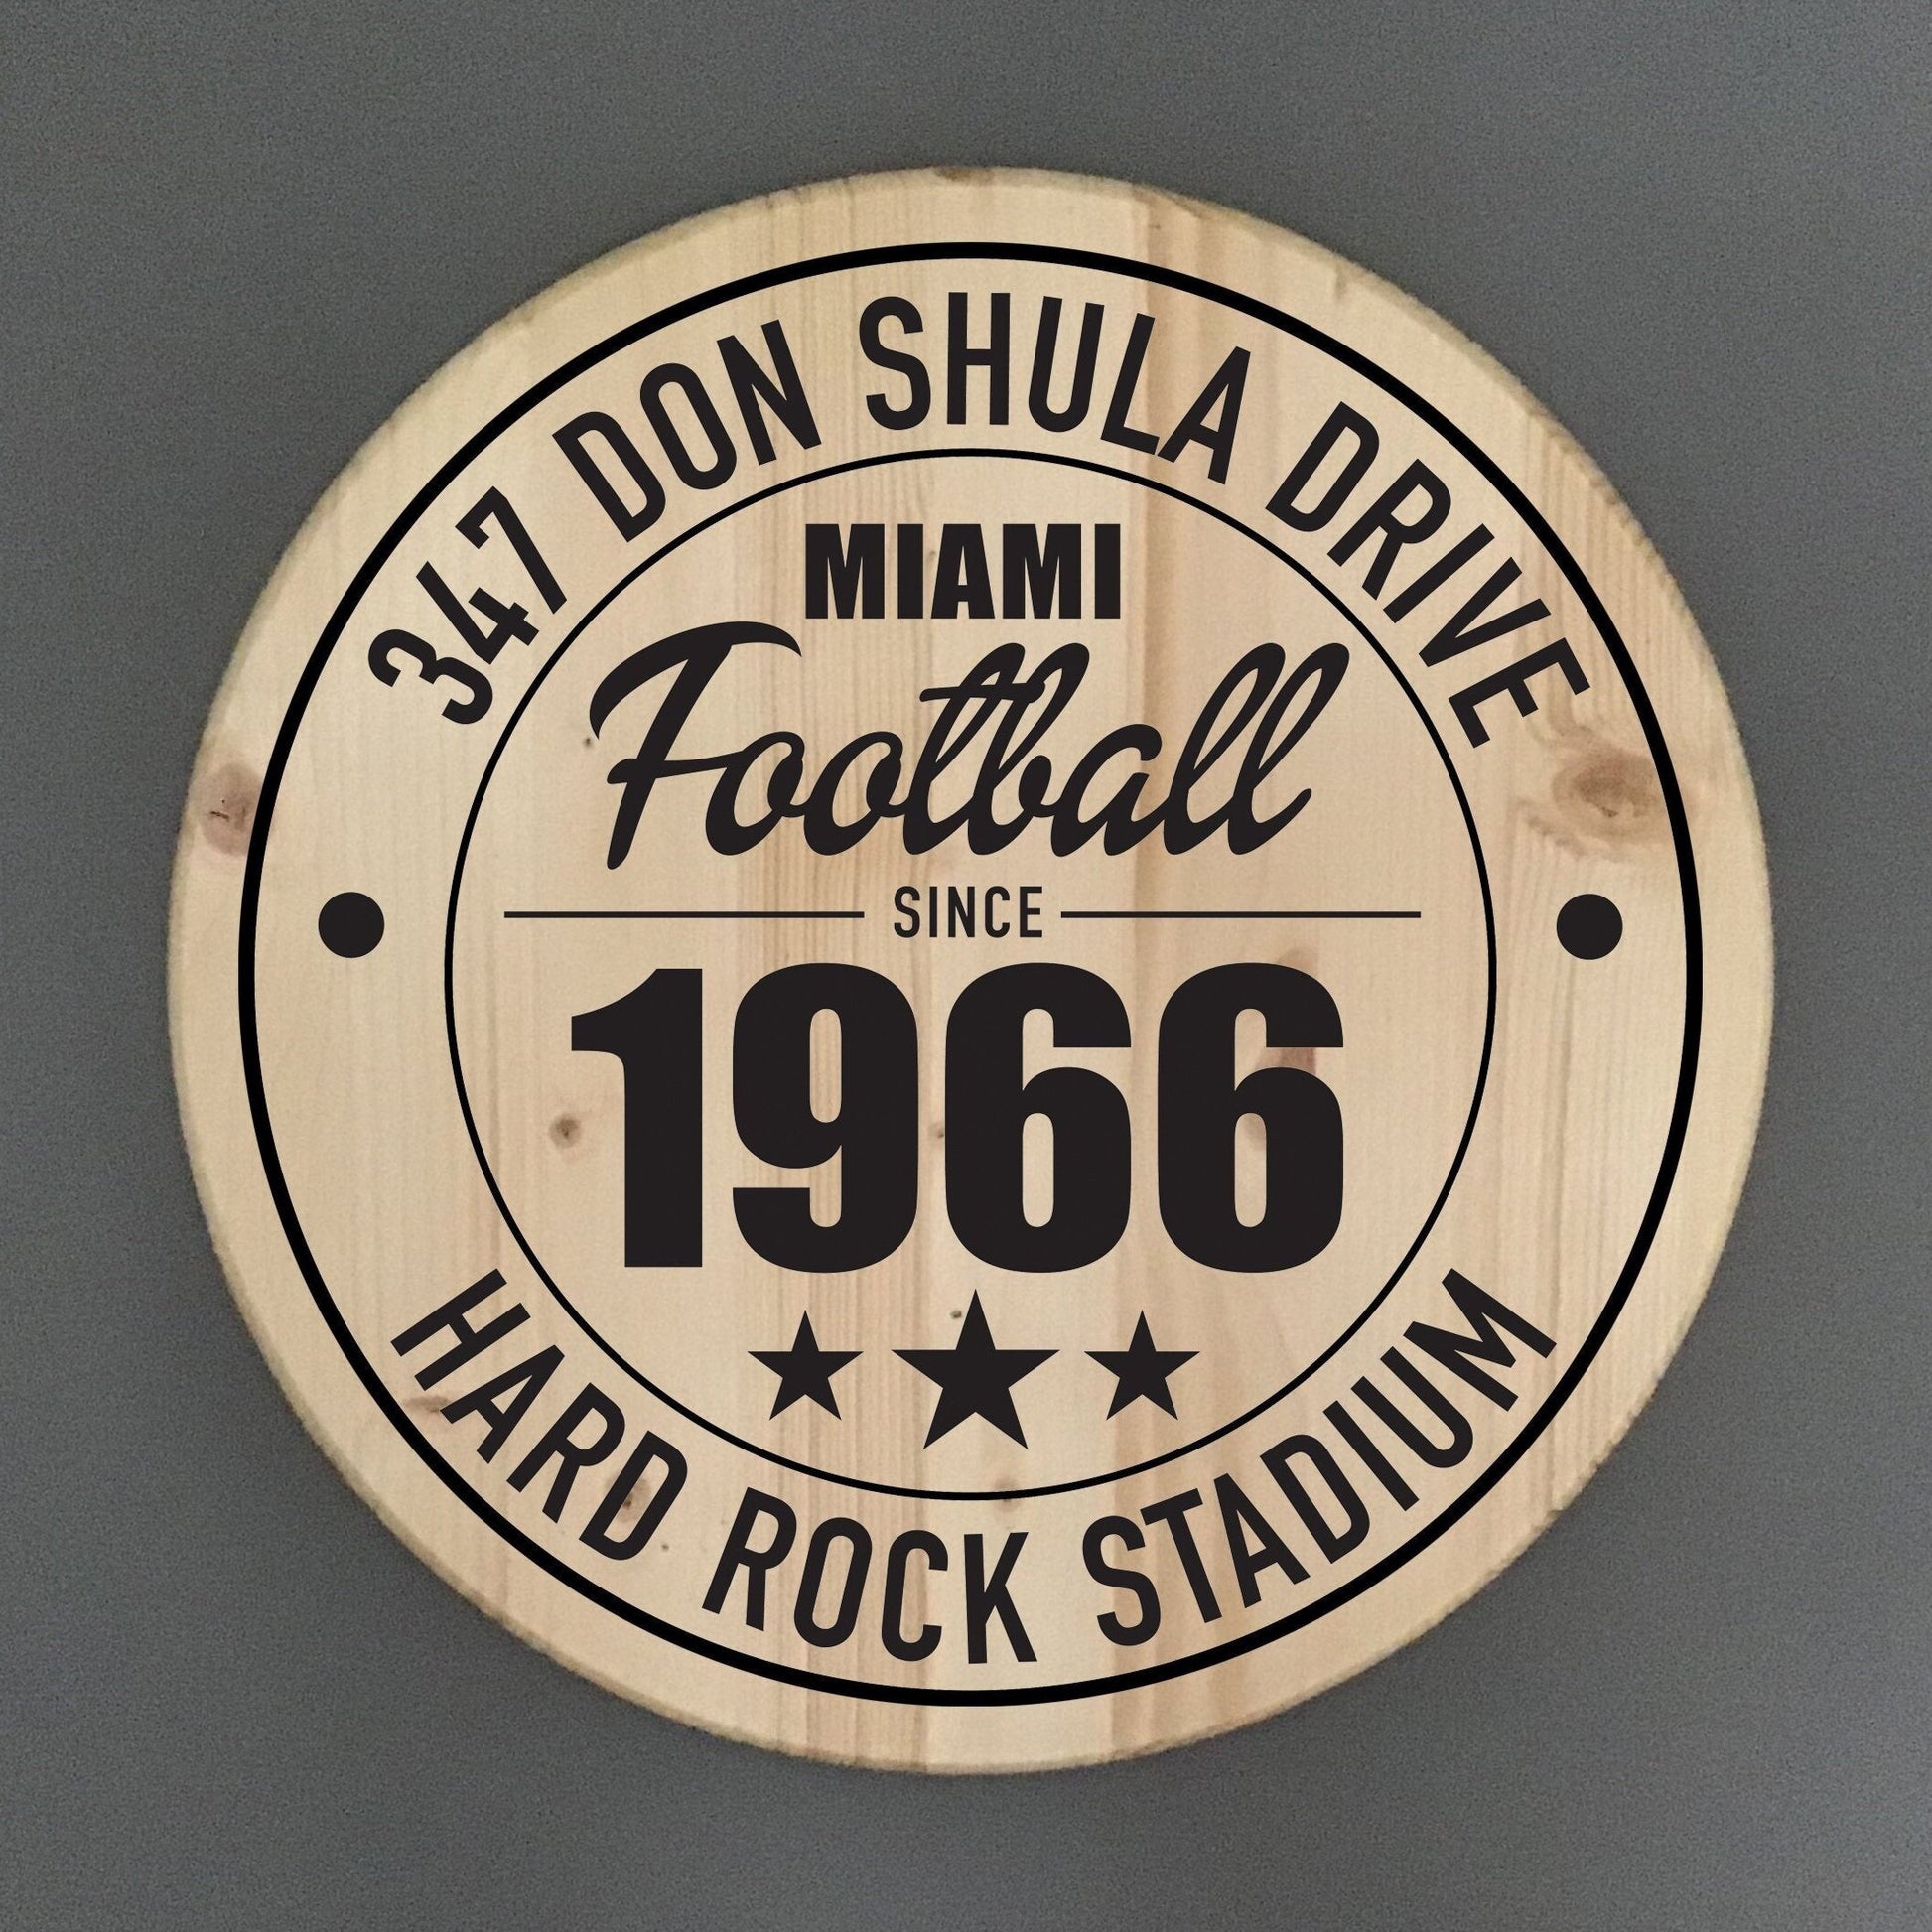 347 DON SHULA DRIVE
MIAMI
Football
SINCE
1966
HARD ROCK STADIUM